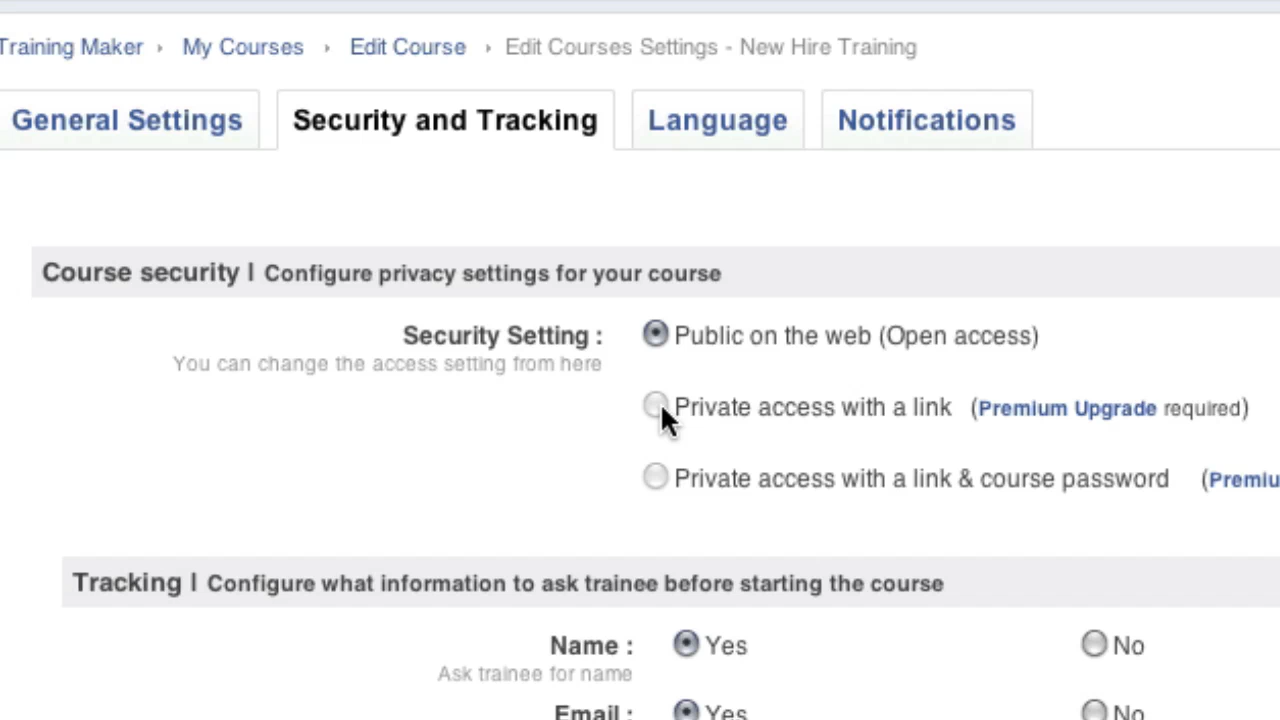 Training Maker › My Courses › Edit Course › Edit Courses Settings - New Hire Training
General Settings Security and Tracking Language Notifications
Course security | Configure privacy settings for your course
Security Setting : Public on the web (Open access)
You can change the access setting from here
Private access with a link (Premium Upgrade required)
Private access with a link & course password (Premiu
Tracking | Configure what information to ask trainee before starting the course
Name : Yes No
Ask trainee for name
Email : Yes No